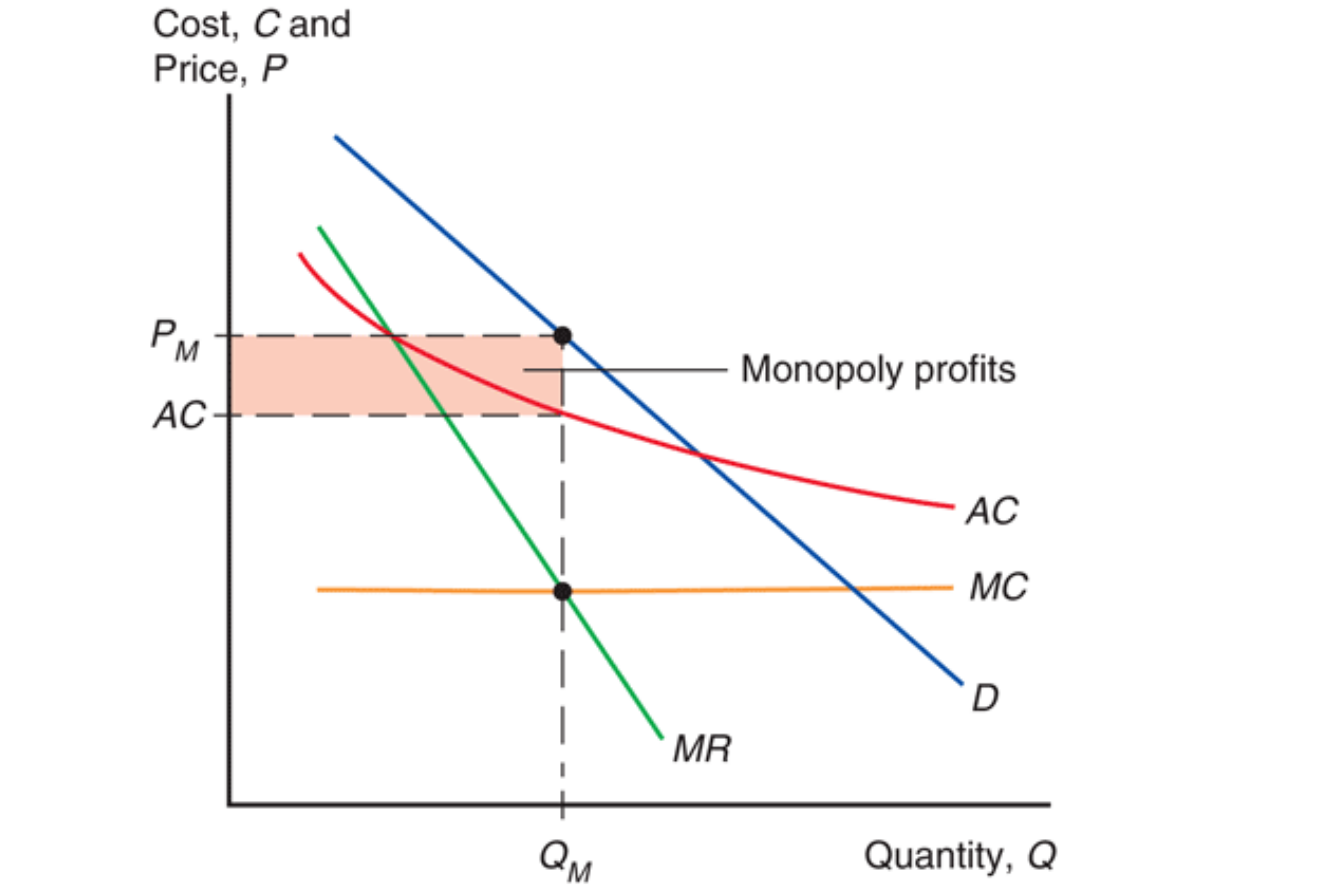 Cost, C and
Price, P
P_M
Monopoly profits
AC
AC
MC
D
MR
Q_M
Quantity, Q